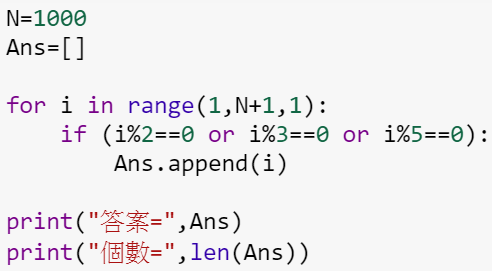 N=1000
Ans=[]
for i in range(1,N+1,1):
    if (i%2==0 or i%3==0 or i%5==0):
        Ans.append(i)
print("答案=",Ans)
print("個數=",len(Ans))